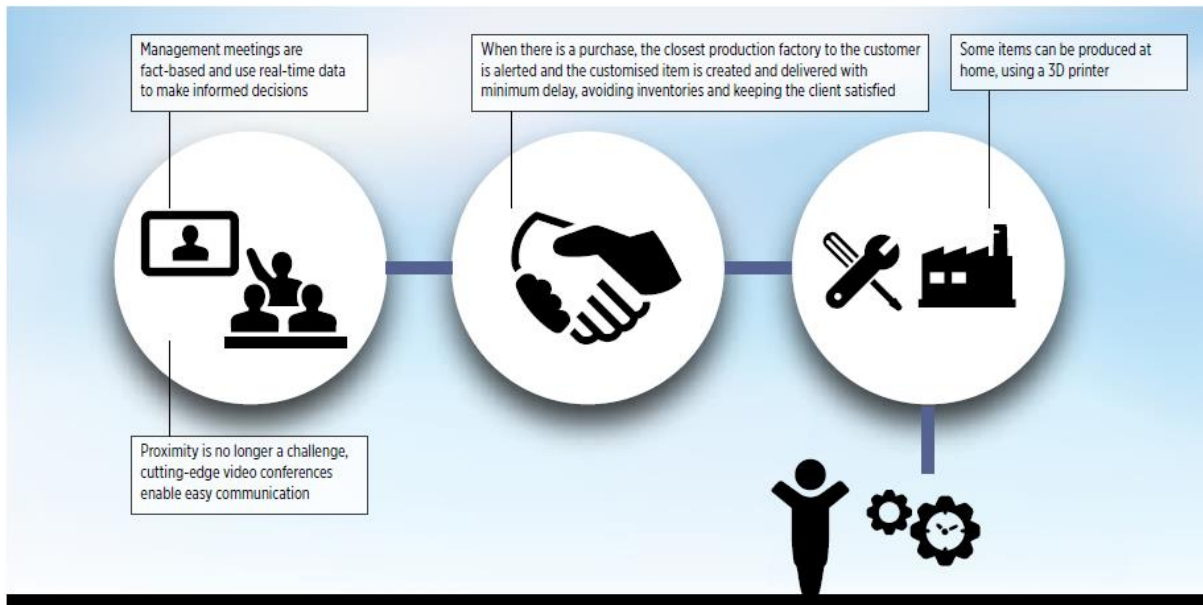 Management meetings are
fact-based and use real-time data
to make informed decisions
When there is a purchase, the closest production factory to the customer
is alerted and the customised item is created and delivered with
minimum delay, avoiding inventories and keeping the client satisfied
Some items can be produced at
home, using a 3D printer
Proximity is no longer a challenge,
cutting-edge video conferences
enable easy communication